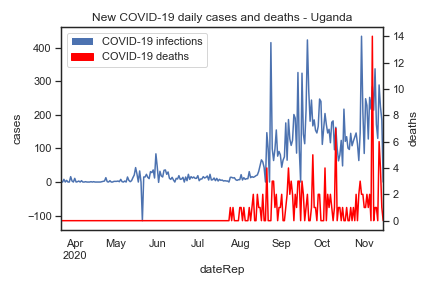 New COVID-19 daily cases and deaths - Uganda
COVID-19 infections
COVID-19 deaths
400
300
200
100
0
−100
cases
14
12
10
8
6
4
2
0
deaths
Apr May Jun Jul Aug Sep Oct Nov
2020
dateRep